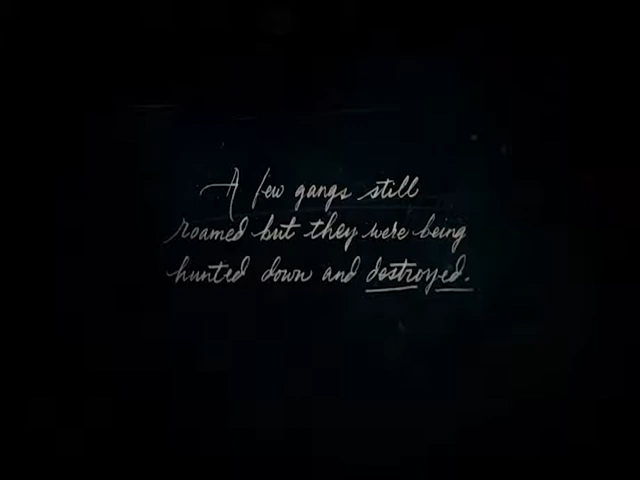 A few gangs still
roamed but they were being
hunted down and destroyed.